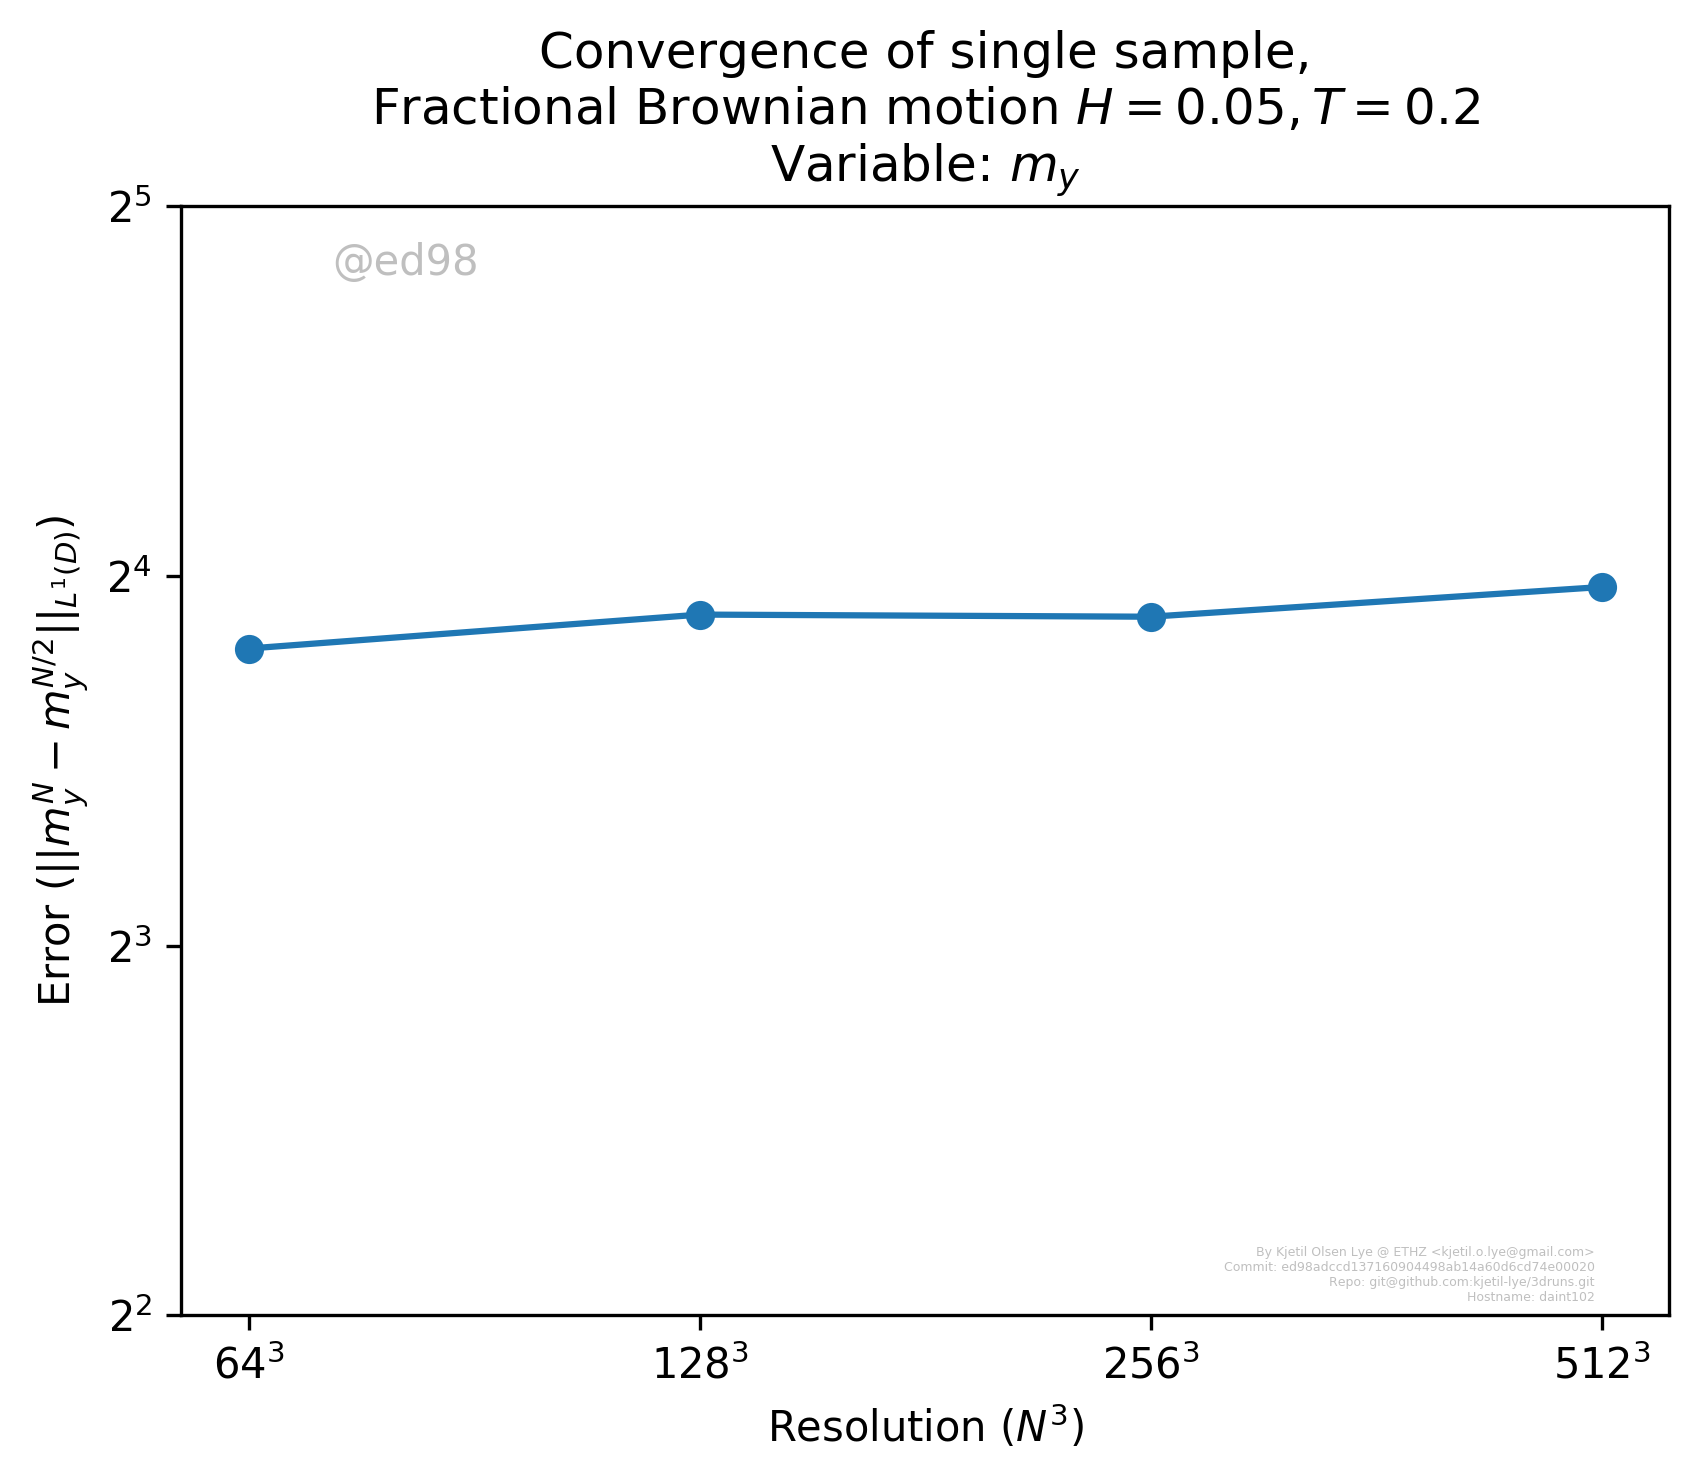 Convergence of single sample,
Fractional Brownian motion H = 0.05, T = 0.2
Variable: m_y
2^5
@ed98
2^4
2^3
2^2
Error (||m_y^N − m_y^{N/2}||_{L^1(D)})
By Kjetil Olsen Lye @ ETHZ <kjetil.o.lye@gmail.com>
Commit: ed98adccd137160904498ab14a60d6cd74e00020
Repo: git@github.com:kjetil-lye/3druns.git
Hostname: daint102
64^3 128^3 256^3 512^3
Resolution (N^3)